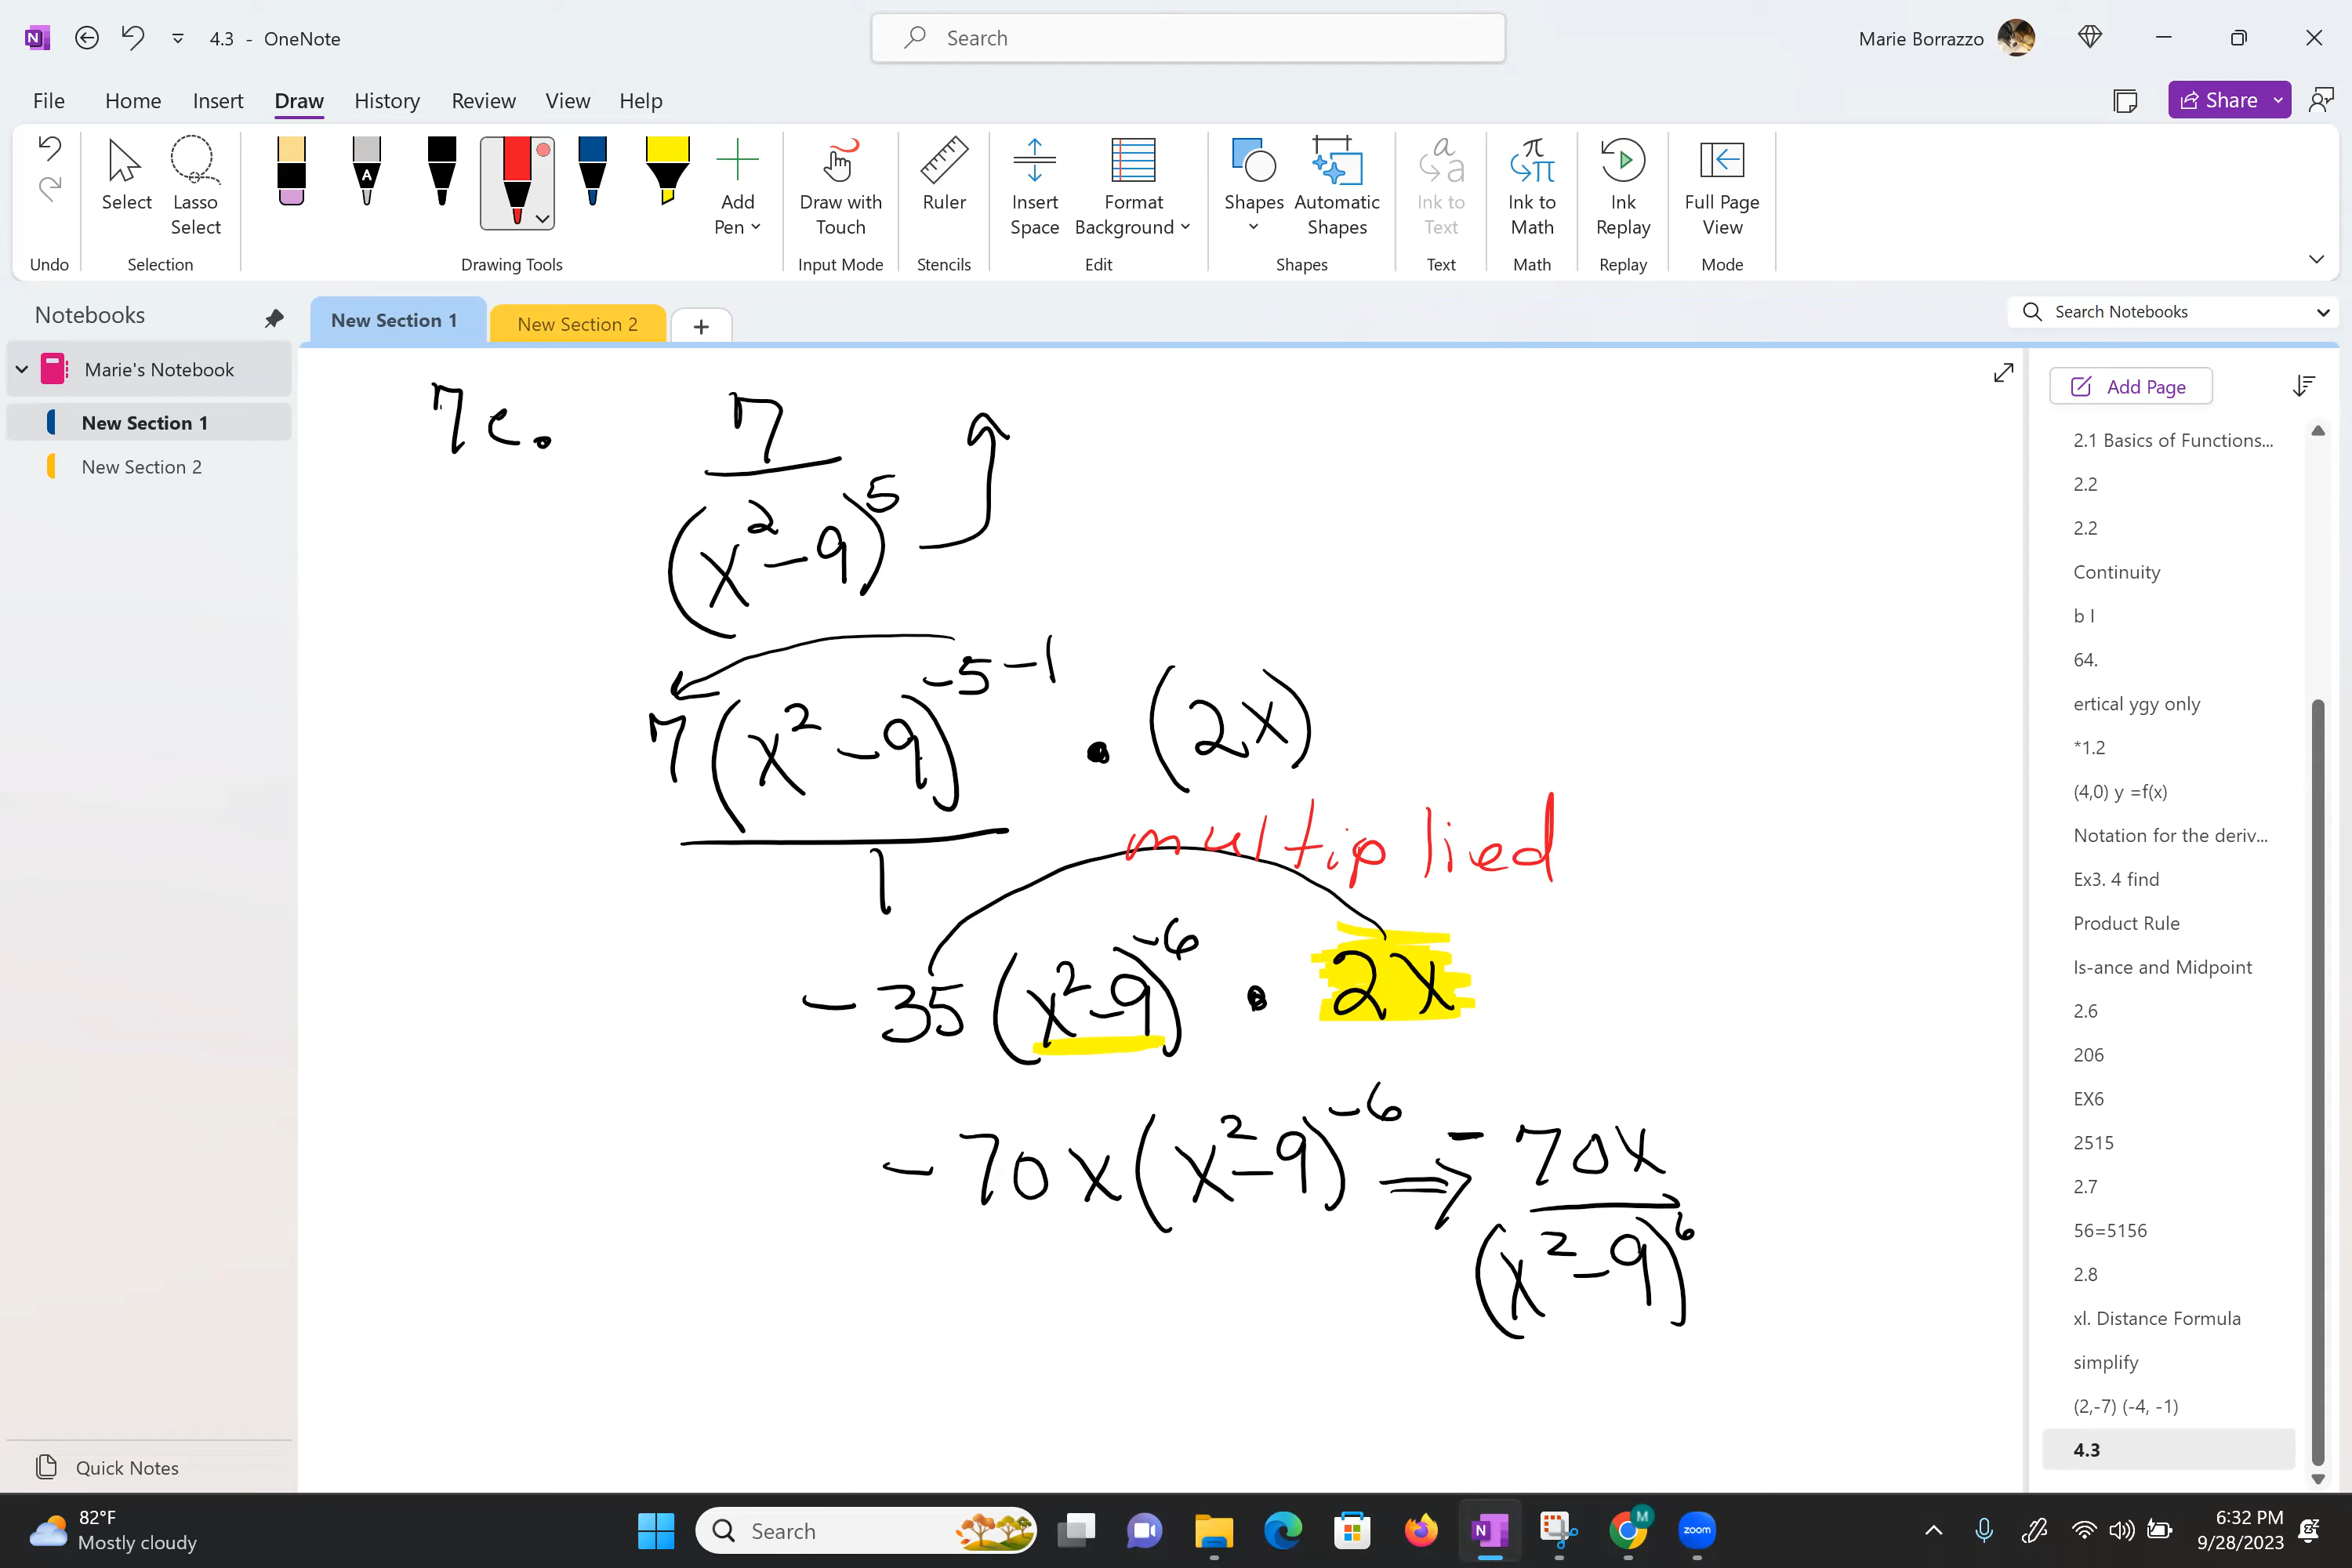 4.3 - OneNote
Search
Marie Borrazzo
File Home Insert Draw History Review View Help
Share
Select
Lasso Select
A
Add Pen
Draw with Touch
Ruler
Insert Space
Format Background
Shapes
Automatic Shapes
Ink to Text
Ink to Math
Ink Replay
Full Page View
Undo Selection Drawing Tools Input Mode Stencils Edit Shapes Text Math Replay Mode
Notebooks
New Section 1
New Section 2
+
Search Notebooks
Marie's Notebook
New Section 1
New Section 2
Quick Notes
7c.
7
(x² - 9)⁵
7(x² - 9)⁻⁵⁻¹ • (2x)
1
multiplied
-35(x² - 9)⁻⁶ • 2x
-70x(x² - 9)⁻⁶ ⇒ -70x
(x² - 9)⁶
Add Page
2.1 Basics of Functions...
2.2
2.2
Continuity
b I
64.
ertical ygy only
*1.2
(4,0) y =f(x)
Notation for the deriv...
Ex3. 4 find
Product Rule
Is-ance and Midpoint
2.6
206
EX6
2515
2.7
56=5156
2.8
xl. Distance Formula
simplify
(2,-7) (-4, -1)
4.3
82°F
Mostly cloudy
Search
zoom
6:32 PM
9/28/2023